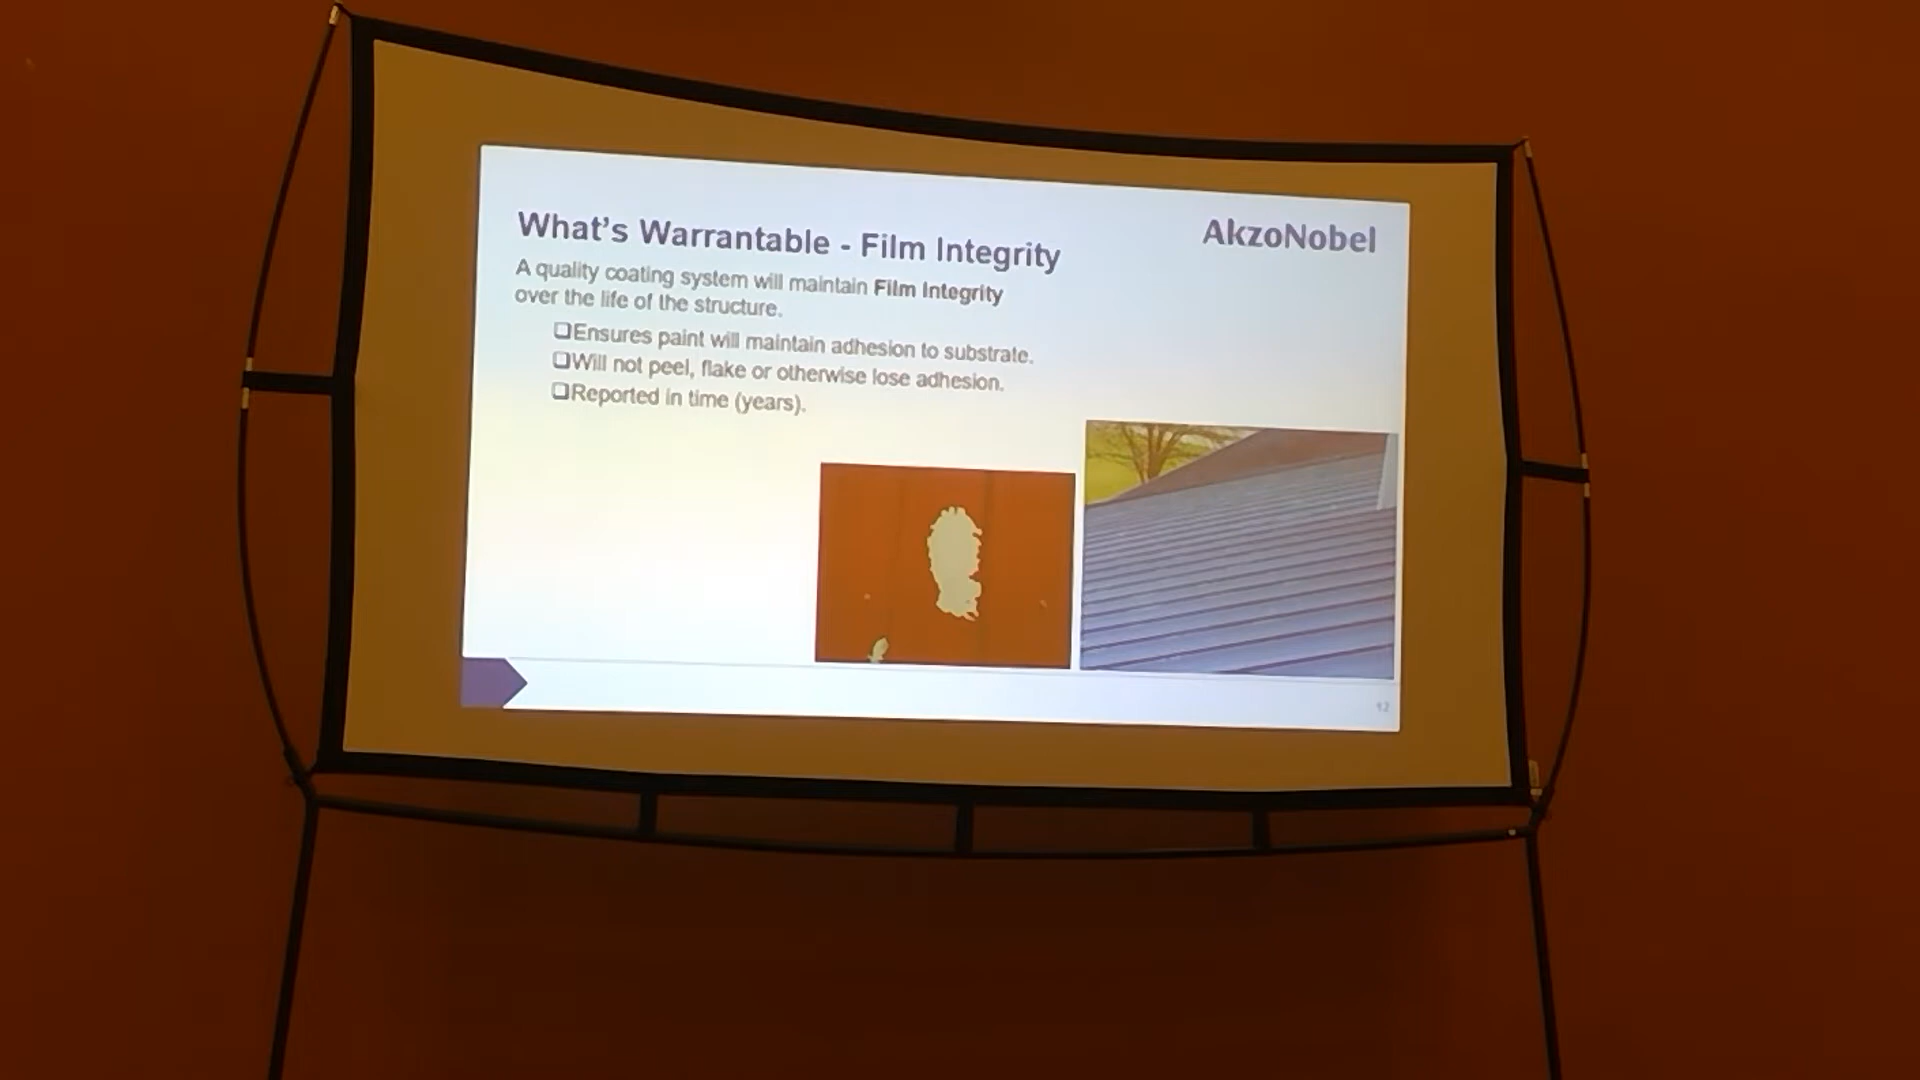 What's Warrantable - Film Integrity
AkzoNobel
A quality coating system will maintain Film Integrity
over the life of the structure.
❑Ensures paint will maintain adhesion to substrate.
❑Will not peel, flake or otherwise lose adhesion.
❑Reported in time (years).
12